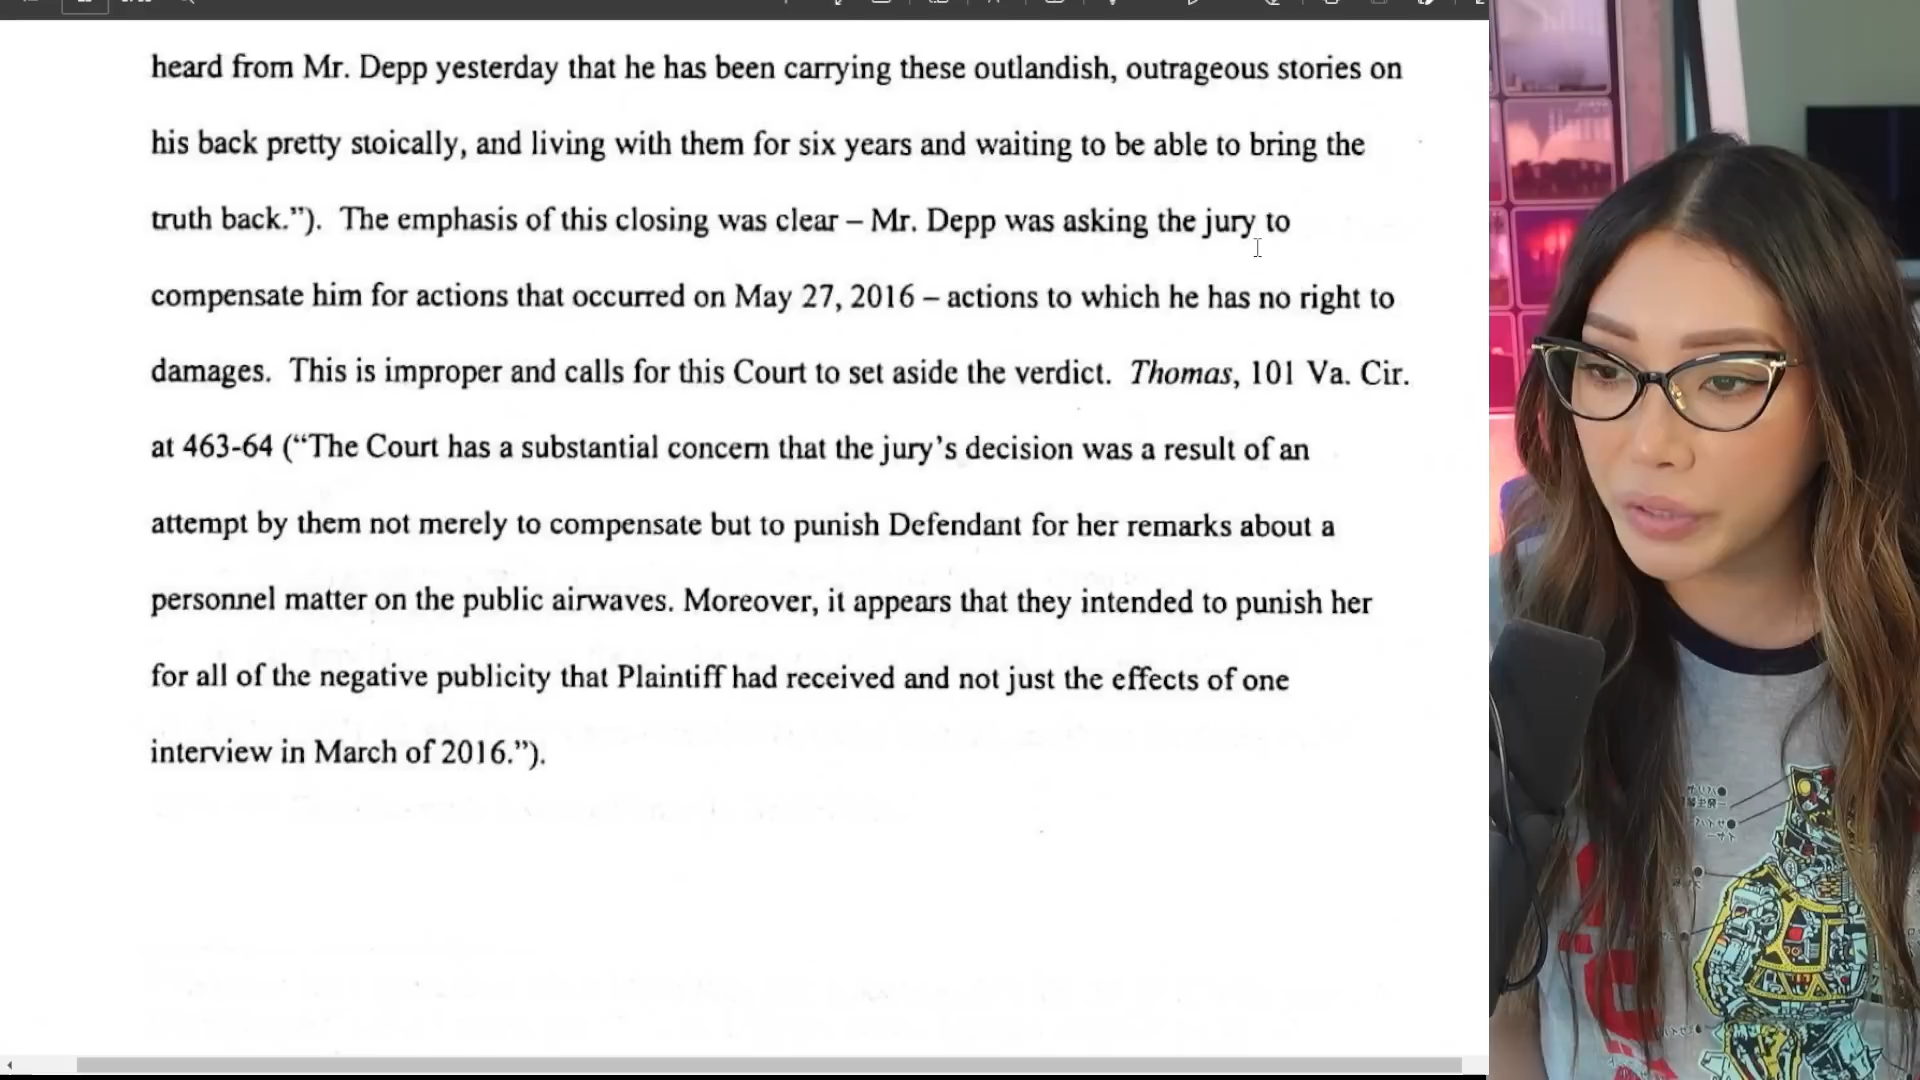 heard from Mr. Depp yesterday that he has been carrying these outlandish, outrageous stories on
his back pretty stoically, and living with them for six years and waiting to be able to bring the
truth back.”). The emphasis of this closing was clear – Mr. Depp was asking the jury to
compensate him for actions that occurred on May 27, 2016 – actions to which he has no right to
damages. This is improper and calls for this Court to set aside the verdict. Thomas, 101 Va. Cir.
at 463-64 (“The Court has a substantial concern that the jury’s decision was a result of an
attempt by them not merely to compensate but to punish Defendant for her remarks about a
personnel matter on the public airwaves. Moreover, it appears that they intended to punish her
for all of the negative publicity that Plaintiff had received and not just the effects of one
interview in March of 2016.”).